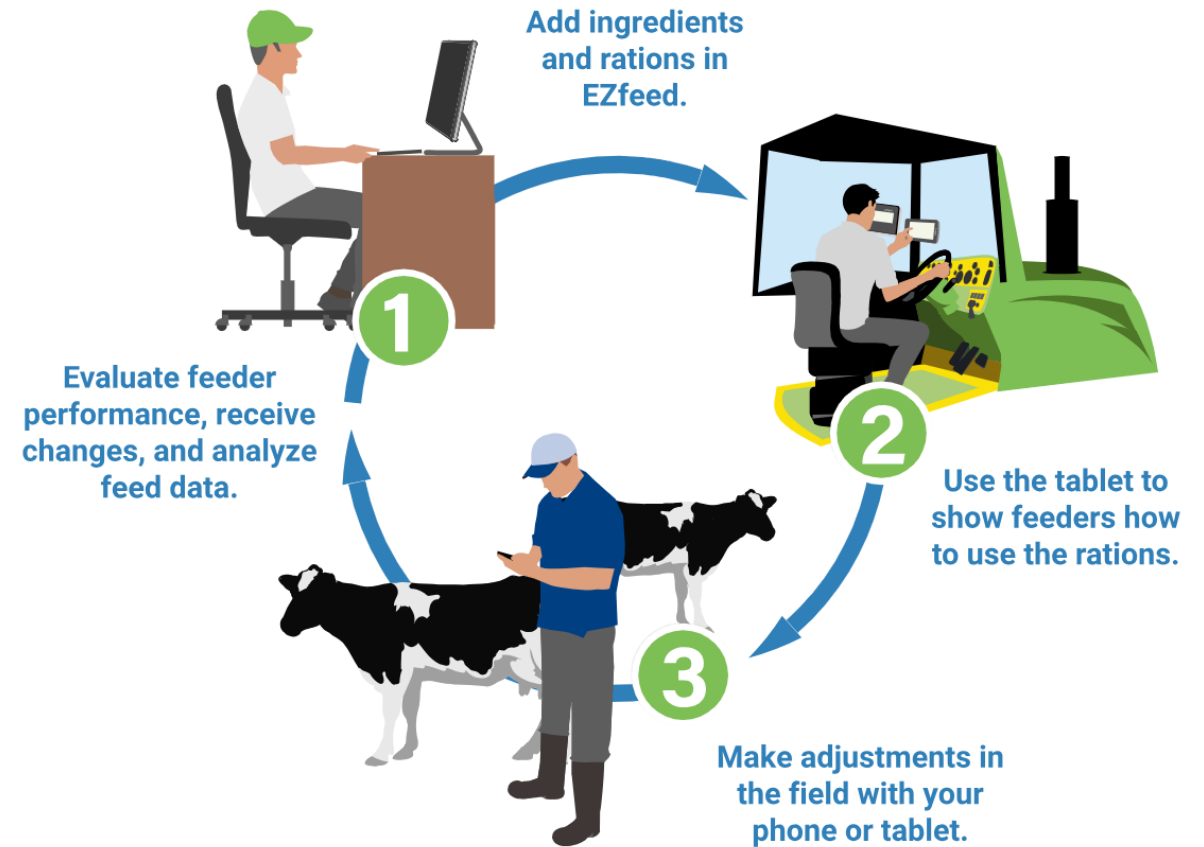 Add ingredients
and rations in
EZfeed.
1
2
Use the tablet to
show feeders how
to use the rations.
3
Make adjustments in
the field with your
phone or tablet.
Evaluate feeder
performance, receive
changes, and analyze
feed data.